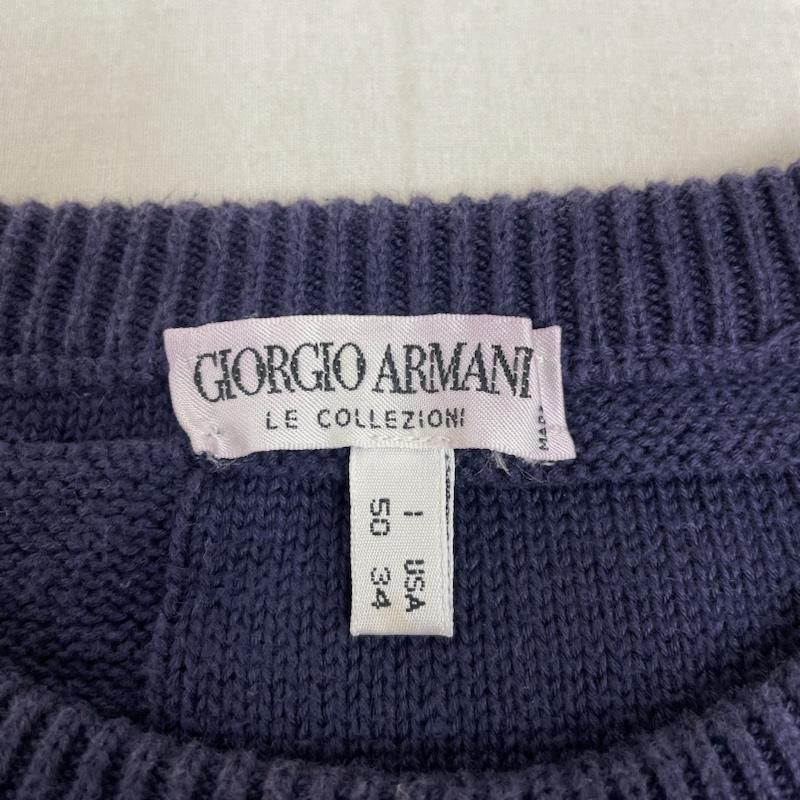 GIORGIO ARMANI
LE COLLEZIONI
I USA
50 34